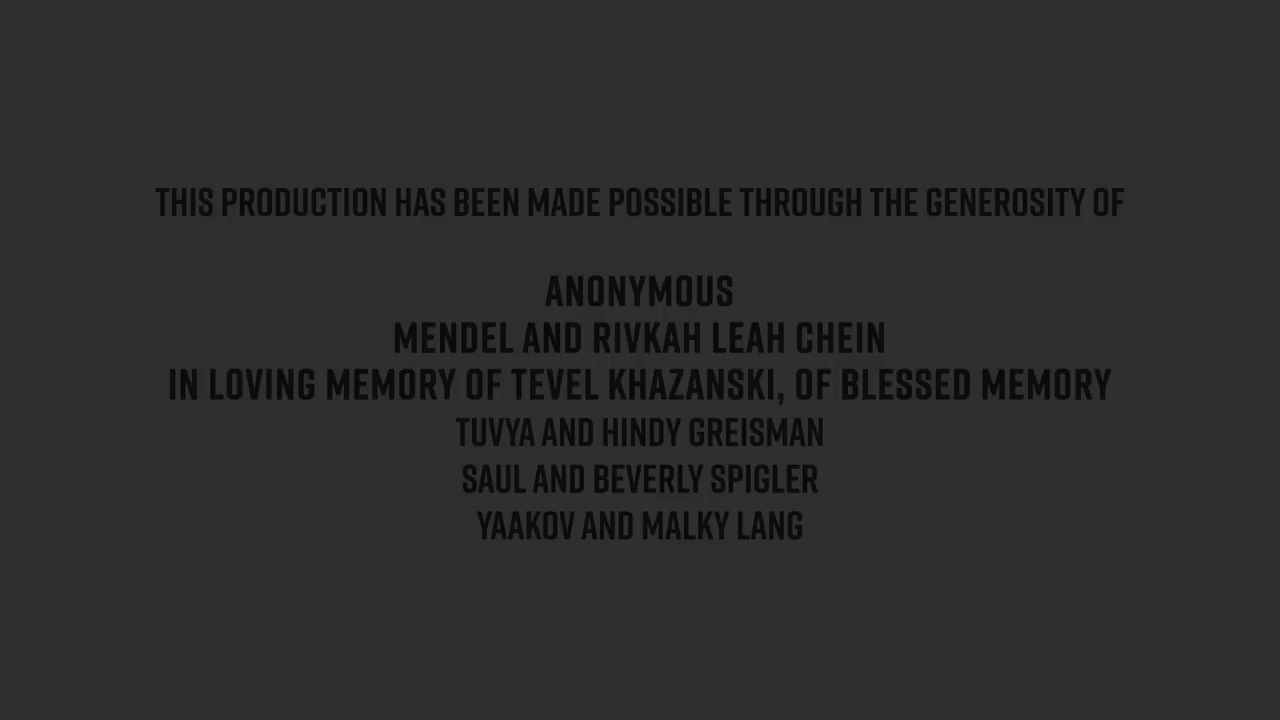 THIS PRODUCTION HAS BEEN MADE POSSIBLE THROUGH THE GENEROSITY OF
ANONYMOUS
MENDEL AND RIVKAH LEAH CHEIN
IN LOVING MEMORY OF TEVEL KHAZANSKI, OF BLESSED MEMORY
TUVYA AND HINDY GREISMAN
SAUL AND BEVERLY SPIGLER
YAAKOV AND MALKY LANG